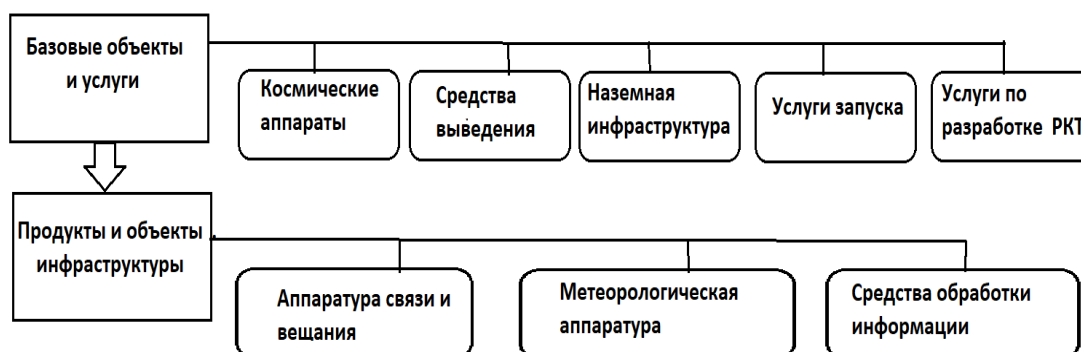 Базовые объекты
и услуги
Космические
аппараты
Средства
выведения
Наземная
инфраструктура
Услуги запуска
Услуги по
разработке РКТ
Продукты и объекты
инфраструктуры
Аппаратура связи и
вещания
Метеорологическая
аппаратура
Средства обработки
информации